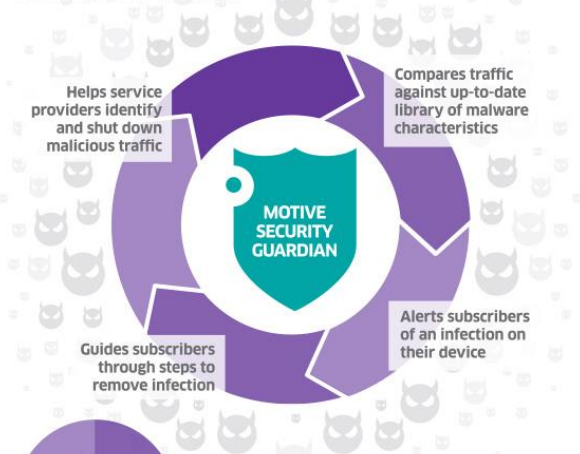 Helps service
providers identify
and shut down
malicious traffic
Compares traffic
against up-to-date
library of malware
characteristics
MOTIVE
SECURITY
GUARDIAN
Alerts subscribers
of an infection on
their device
Guides subscribers
through steps to
remove infection